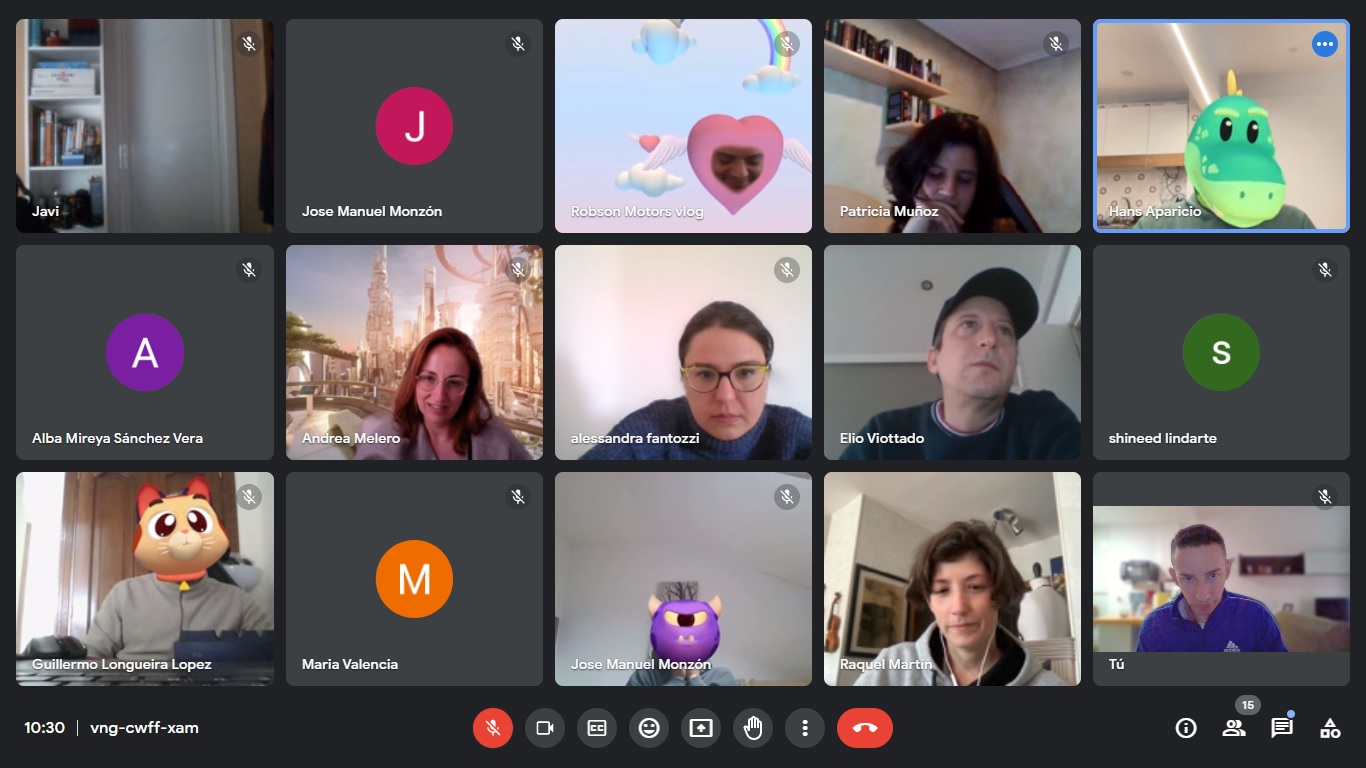 Javi
J
Jose Manuel Monzón
Robson Motors vlog
Patricia Muñoz
Hans Aparicio
A
Alba Mireya Sánchez Vera
Andrea Melero
alessandra fantozzi
Elio Viottado
s
shineed lindarte
Guillermo Longueira Lopez
M
Maria Valencia
Jose Manuel Monzón
Raquel Martín
Tú
10:30 | vng-cwff-xam
CC
15